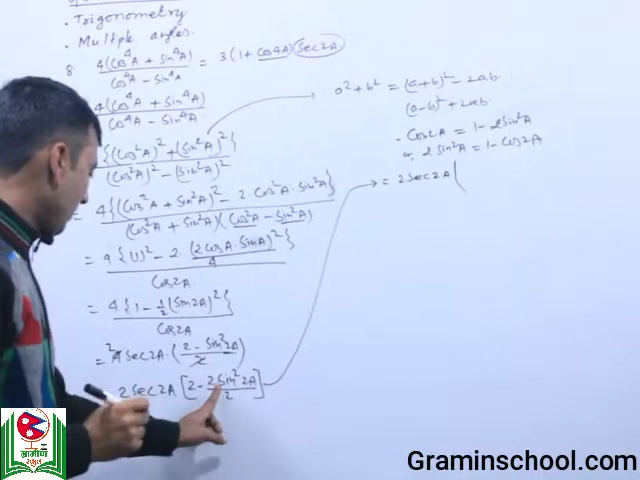 . Trigonometry
. Multiple angles.
8 4(Cos⁴A + Sin⁴A) / Cos⁴A − Sin⁴A = 3(1 + Cos4A) Sec2A
4(Cos⁴A + Sin⁴A) / Cos⁴A − Sin⁴A
{(Cos²A)² + (Sin²A)²} / (Cos²A)² − (Sin²A)²
= 4{(Cos²A + Sin²A)² − 2.Cos²A.Sin²A} / (Cos²A + Sin²A)(Cos²A − Sin²A)
= 4{(1)² − 2.(2CosA.SinA)²/4} / Cos2A
= 4{1 − 1/2(Sin2A)²} / Cos2A
= ²4 Sec2A.(2 − Sin²2A / 2)
2Sec2A [2 − 2Sin²2A / 2]
a² + b² = (a+b)² − 2ab
(a−b)² + 2ab
. Cos2A = 1 − 2Sin²A
or, 2Sin²A = 1 − Cos2A
= 2Sec2A (
ग्रामीण
स्कुल
Graminschool.com